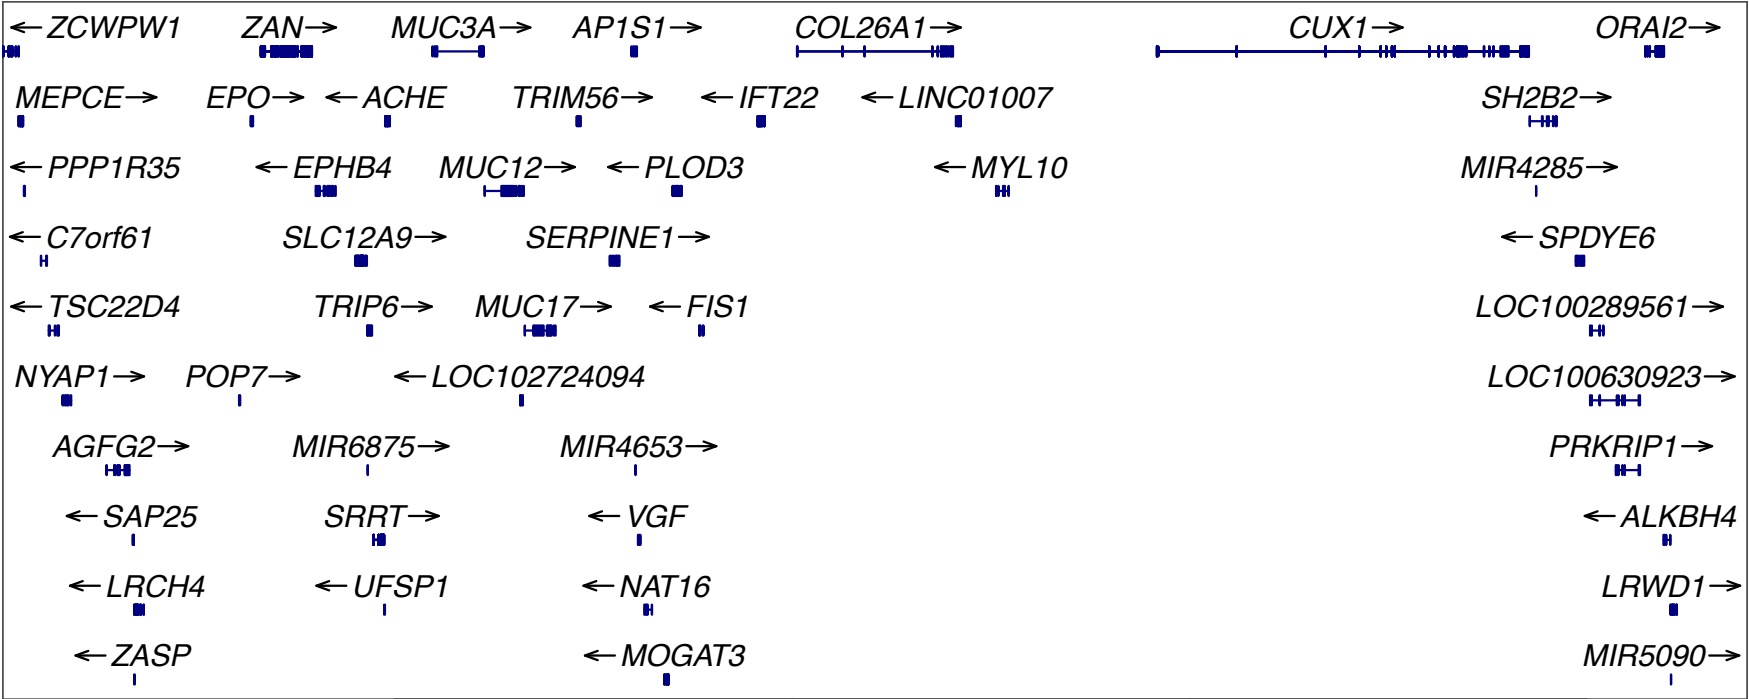 ← ZCWPW1 ZAN → MUC3A → AP1S1 → COL26A1 → CUX1 → ORAI2 →
MEPCE → EPO → ← ACHE TRIM56 → ← IFT22 ← LINC01007 SH2B2 →
← PPP1R35 ← EPHB4 MUC12 → ← PLOD3 ← MYL10 MIR4285 →
← C7orf61 SLC12A9 → SERPINE1 → ← SPDYE6
← TSC22D4 TRIP6 → MUC17 → ← FIS1 LOC100289561 →
NYAP1 → POP7 → ← LOC102724094 LOC100630923 →
AGFG2 → MIR6875 → MIR4653 → PRKRIP1 →
← SAP25 SRRT → ← VGF ← ALKBH4
← LRCH4 ← UFSP1 ← NAT16 LRWD1 →
← ZASP ← MOGAT3 MIR5090 →